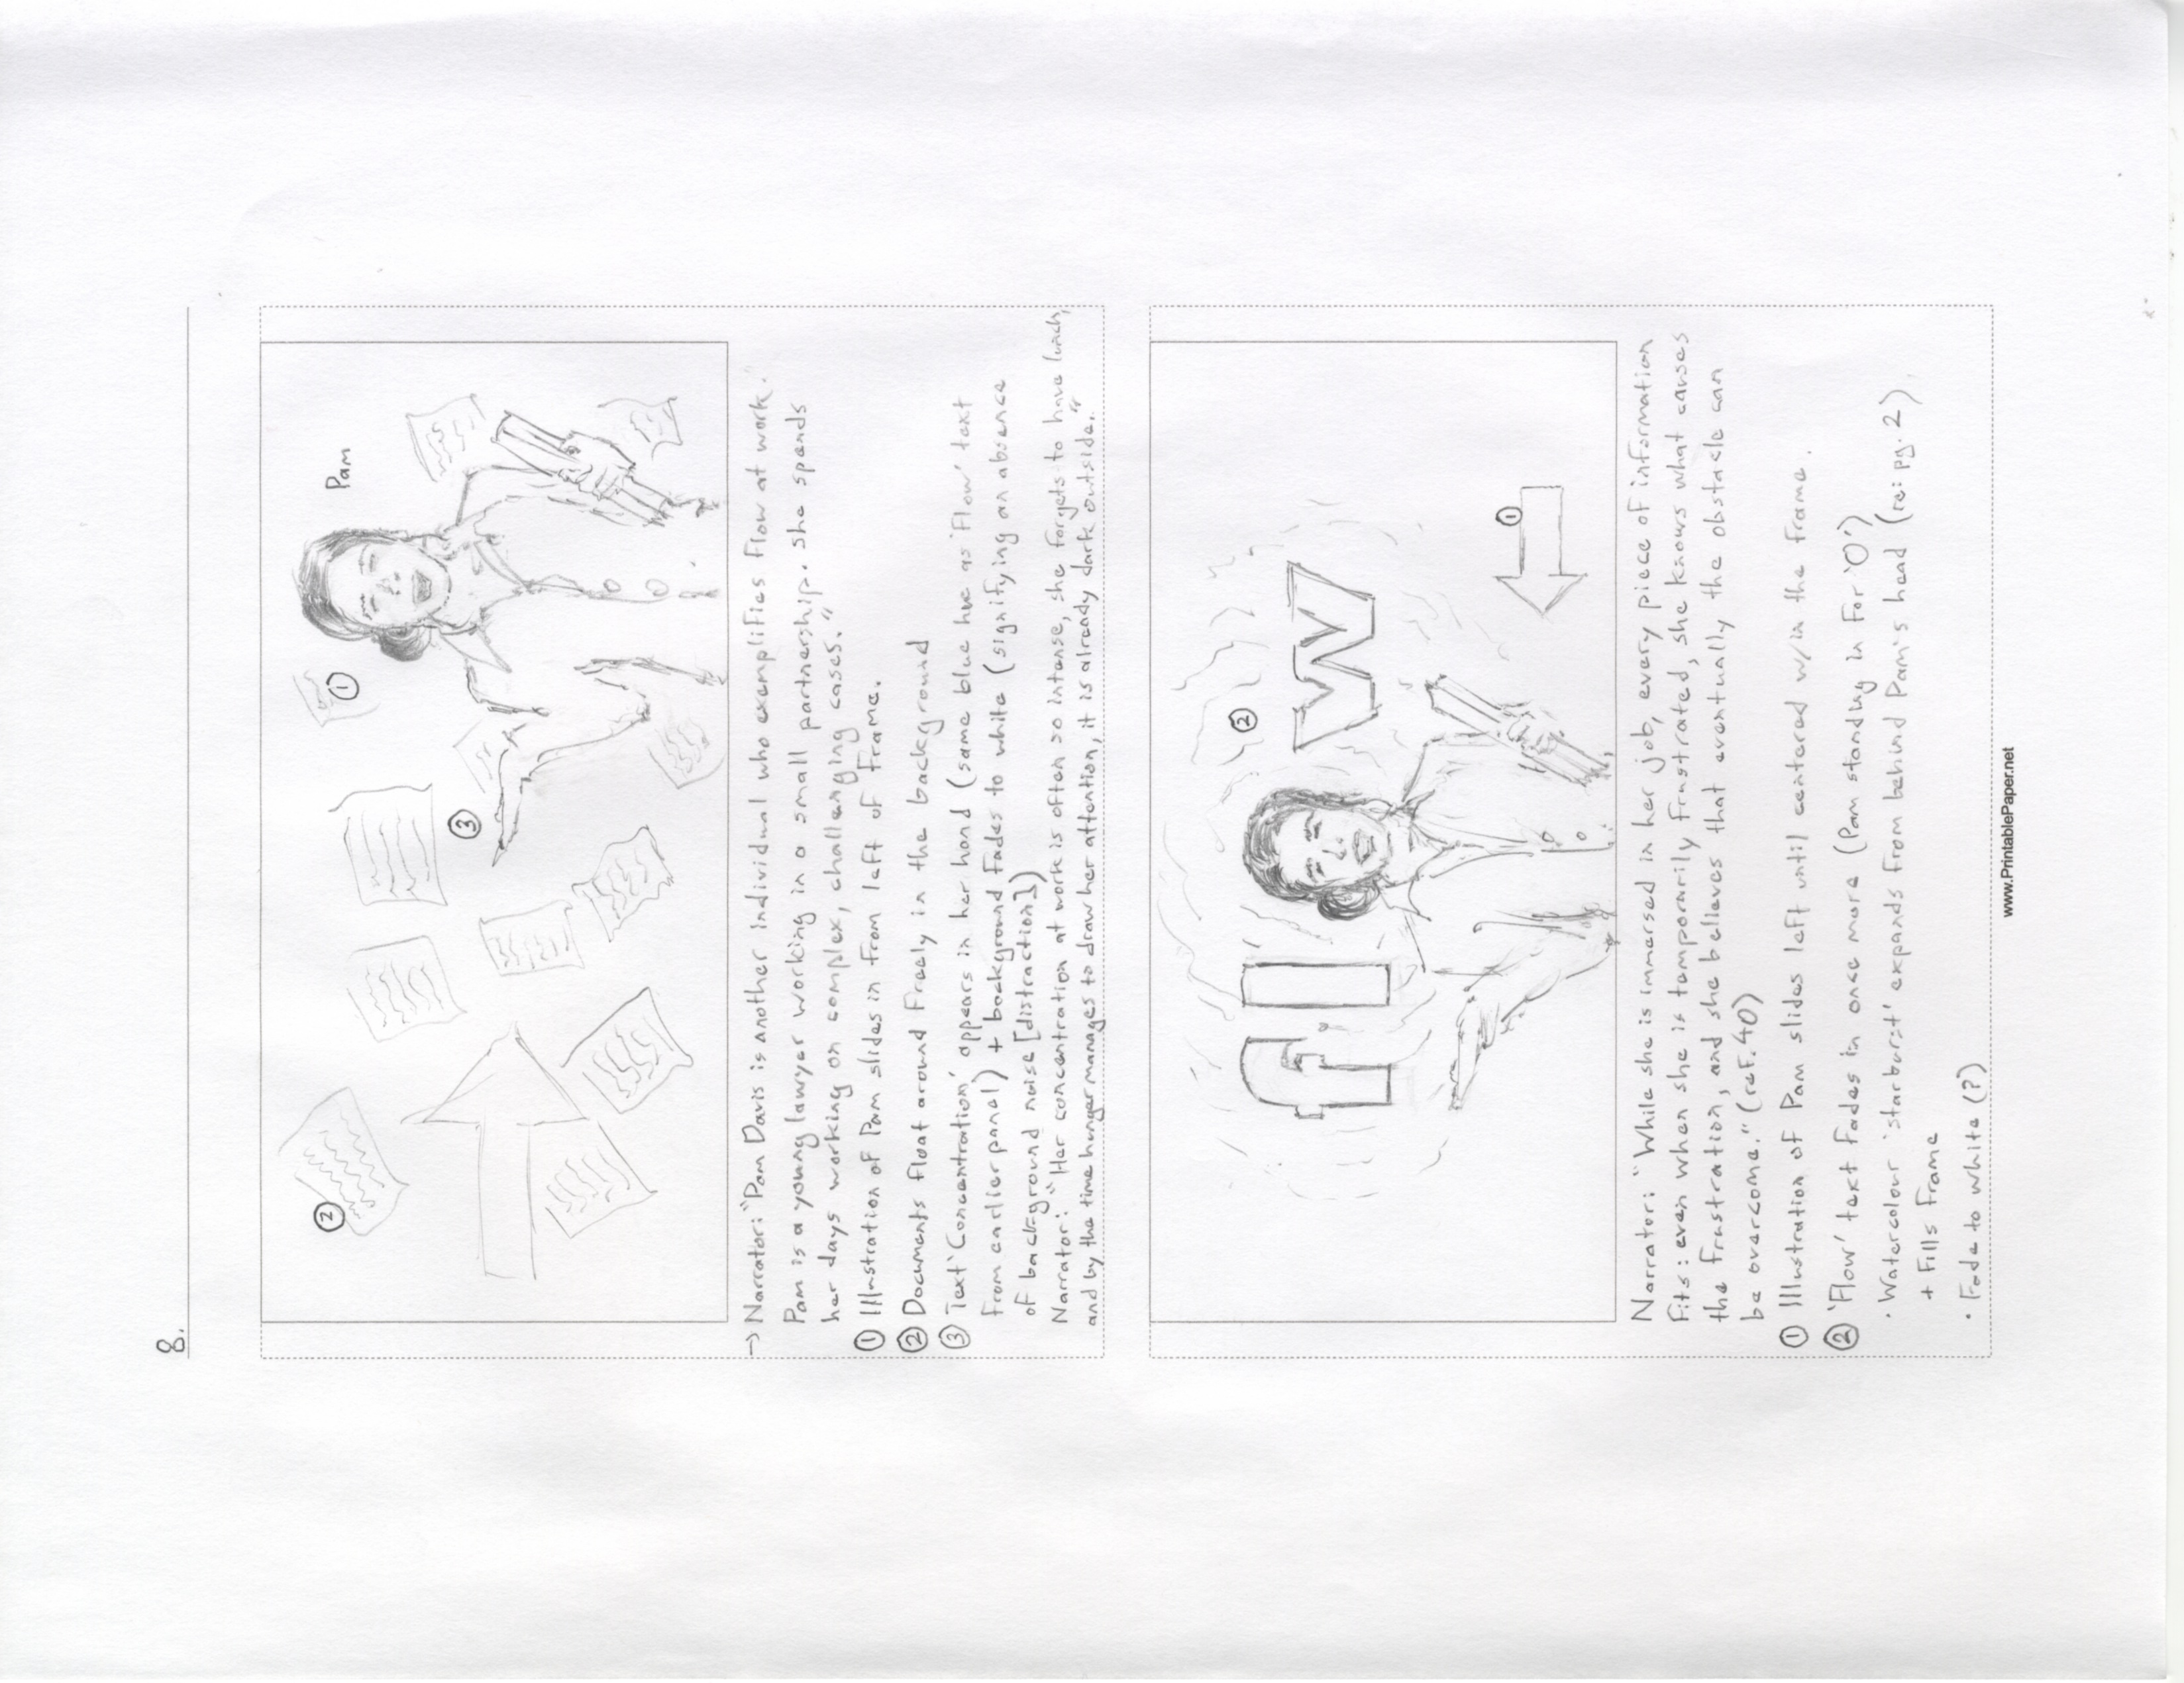 8.
Pam
①
②
③
→ Narrator: "Pam Davis is another individual who exemplifies flow at work.
Pam is a young lawyer working in a small partnership. She spends
her days working on complex, challenging cases."
① Illustration of Pam slides in from left of frame.
② Documents float around freely in the background
③ Text 'Concentration' appears in her hand (same blue hue as 'Flow' text
from earlier panel) + background fades to white (signifying an absence
of background noise [distraction])
Narrator: "Her concentration at work is often so intense, she forgets to have lunch,
and by the time hunger manages to draw her attention, it is already dark outside."
②
fl w
①
Narrator: "While she is immersed in her job, every piece of information
fits: even when she is temporarily frustrated, she knows what causes
the frustration, and she believes that eventually the obstacle can
be overcome." (ref. 40)
① Illustration of Pam slides left until centered w/in the frame.
② 'Flow' text fades in once more (Pam standing in for 'O')
· Watercolour 'starburst' expands from behind Pam's head (re: pg. 2)
+ fills frame
· Fade to white (?)
www.PrintablePaper.net